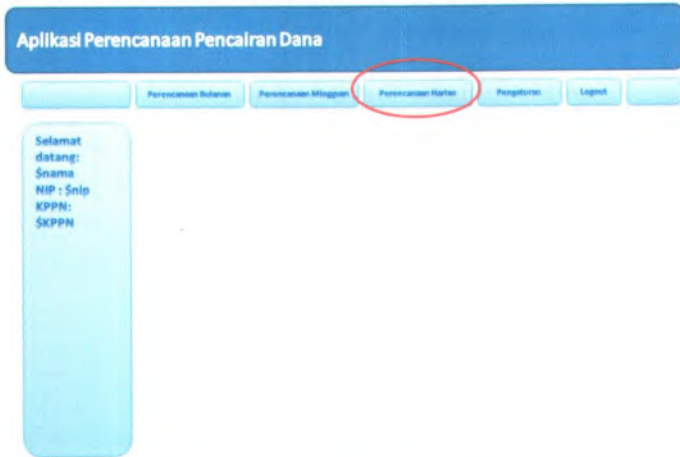 Aplikasi Perencanaan Pencairan Dana
Perencanaan Bulanan
Perencanaan Mingguan
Perencanaan Harian
Pengaturan
Logout
Selamat
datang:
$nama
NIP : $nip
KPPN:
$KPPN